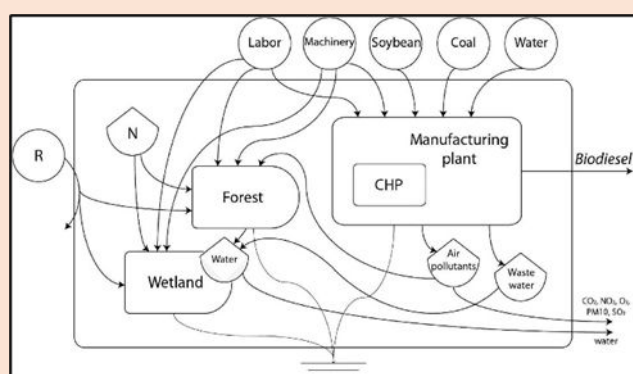 Labor
Machinery
Soybean
Coal
Water
N
R
Manufacturing
plant
CHP
Biodiesel
Forest
Wetland
Water
Air
pollutants
Waste
water
CO₂, NO₂, O₃,
PM10, SO₂
water